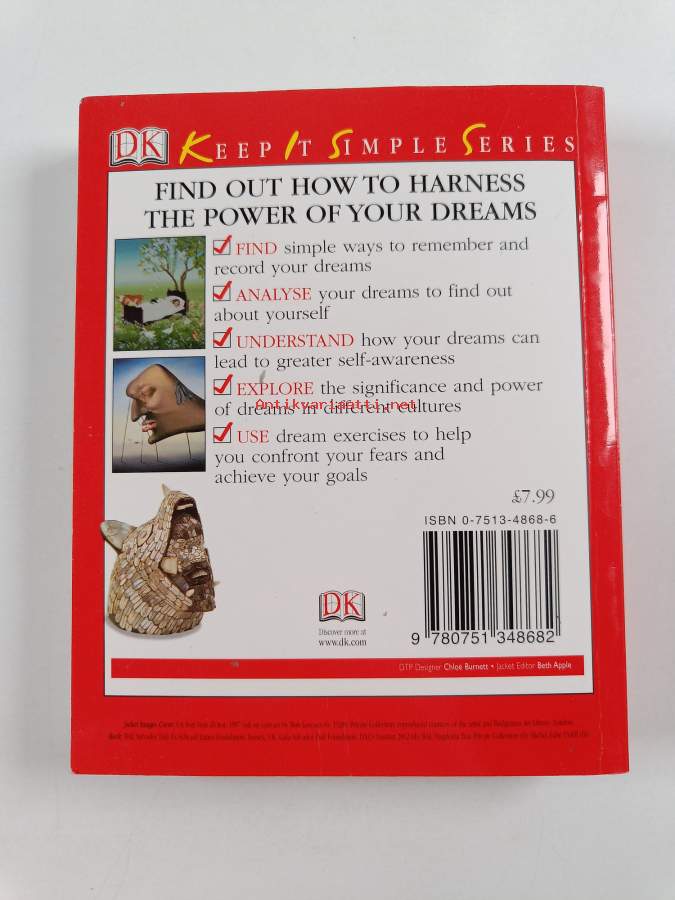 DK KEEP IT SIMPLE SERIES
FIND OUT HOW TO HARNESS
THE POWER OF YOUR DREAMS
FIND simple ways to remember and
record your dreams
ANALYSE your dreams to find out
about yourself
UNDERSTAND how your dreams can
lead to greater self-awareness
EXPLORE the significance and power
of dreams in different cultures
Antikvariaatti.net
USE dream exercises to help
you confront your fears and
achieve your goals
£7.99
ISBN 0-7513-4868-6
DK
Discover more at
www.dk.com
9 780751 348682
DTP Designer Chloe Burnett • Jacket Editor Beth Apple